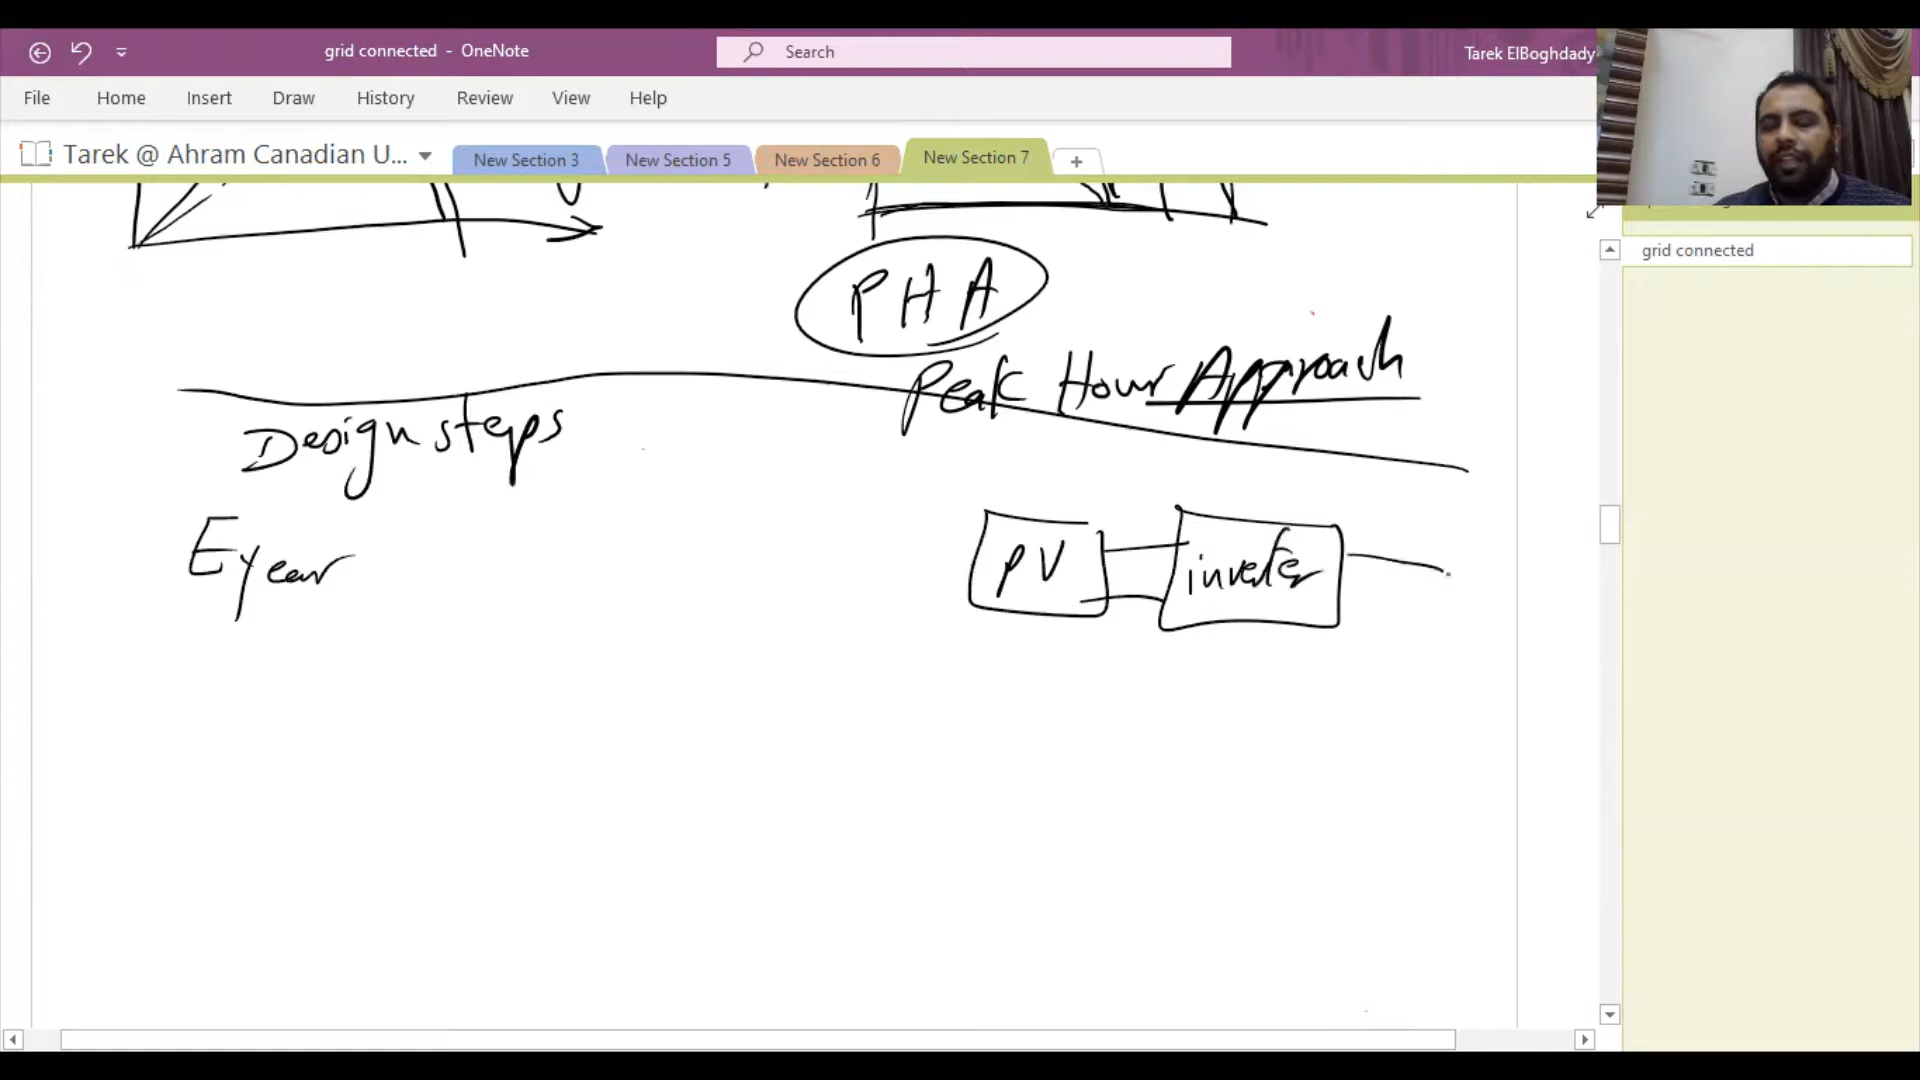 grid connected - OneNote
Search
Tarek ElBoghdady
File Home Insert Draw History Review View Help
Tarek @ Ahram Canadian U...
New Section 3
New Section 5
New Section 6
New Section 7
+
grid connected
PHA
Peak Hour Approach
Design steps
Eyear
PV
inverter